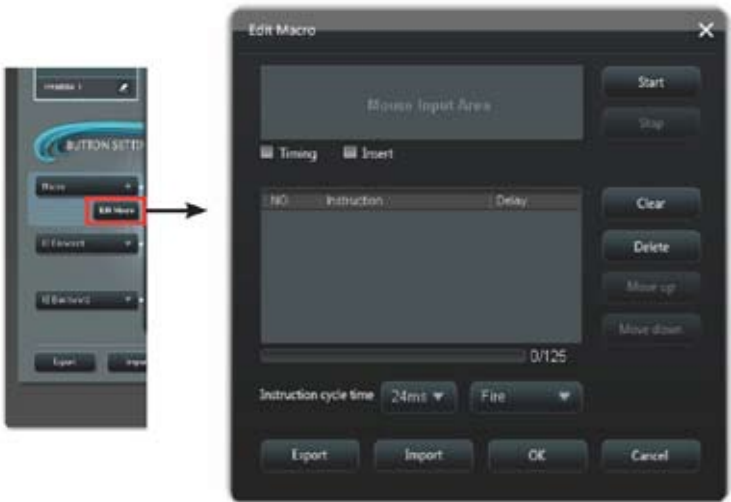 BUTTON SETTIN
Macro
Edit Macro
Export
Edit Macro
Mouse Input Area
Start
Stop
Timing
Insert
NO
Instruction
Delay
Clear
Delete
Move up
Move down
0/125
Instruction cycle time
24ms
Fire
Export
Import
OK
Cancel